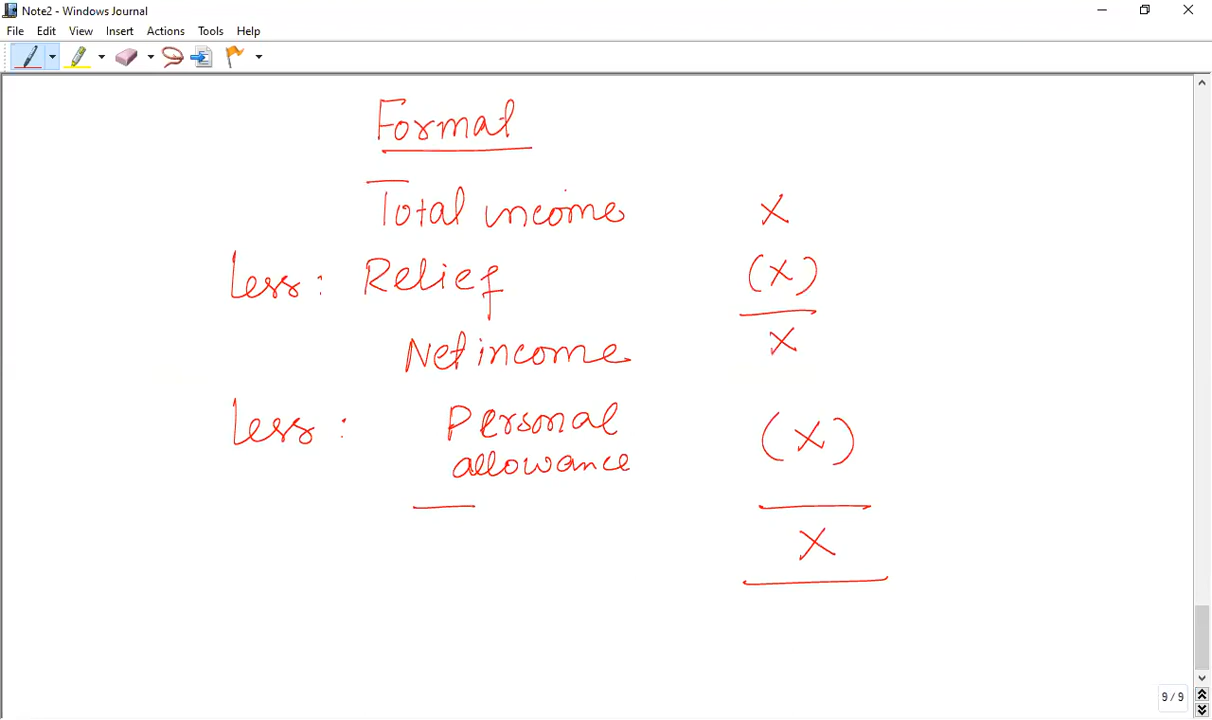 Note2 - Windows Journal
File Edit View Insert Actions Tools Help
Format
Total income X
less: Relief (X)
Net income X
less: Personal (X)
allowance
X
9 / 9